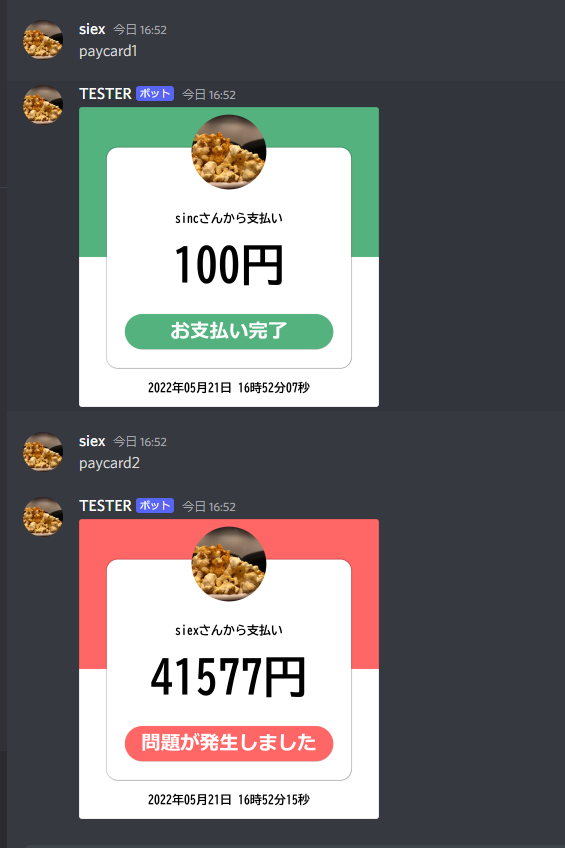 siex 今日 16:52
paycard1
TESTER ボット 今日 16:52
sincさんから支払い
100円
お支払い完了
2022年05月21日 16時52分07秒
siex 今日 16:52
paycard2
TESTER ボット 今日 16:52
siexさんから支払い
41577円
問題が発生しました
2022年05月21日 16時52分15秒